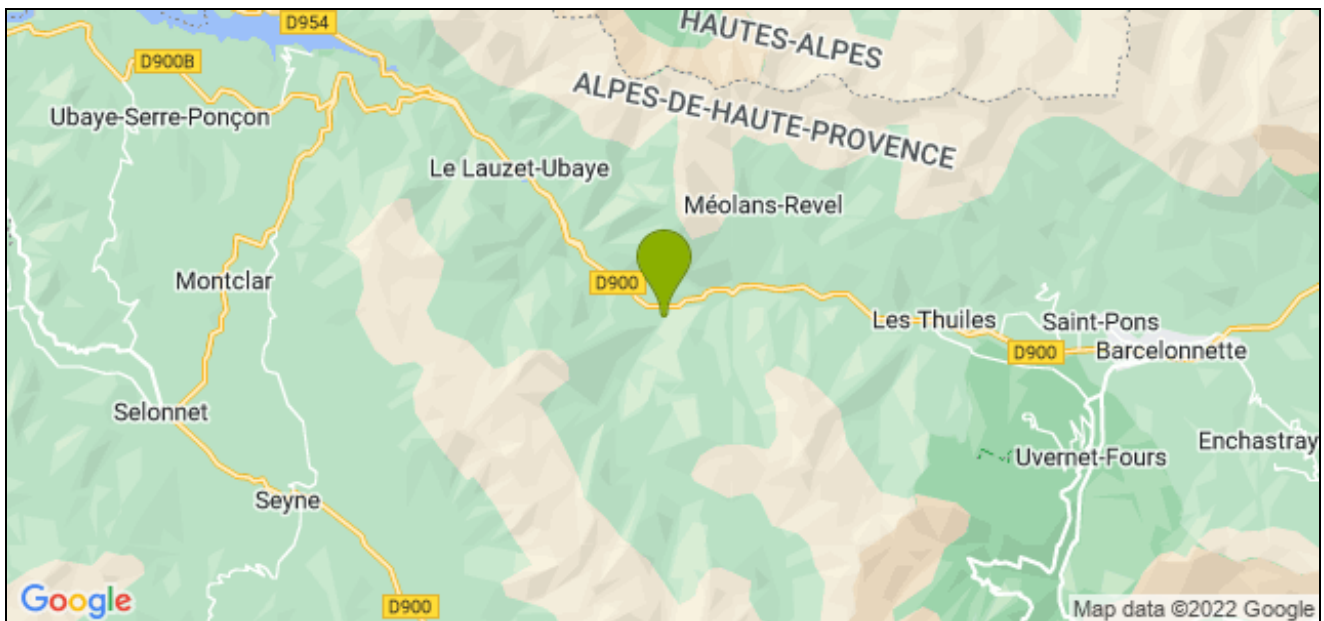 D954
HAUTES-ALPES
D900B
ALPES-DE-HAUTE-PROVENCE
Ubaye-Serre-Ponçon
Le Lauzet-Ubaye
Méolans-Revel
Montclar
D900
Les Thuiles
Saint-Pons
D900
Barcelonnette
Selonnet
Enchastray
Uvernet-Fours
Seyne
Google
D900
Map data ©2022 Google